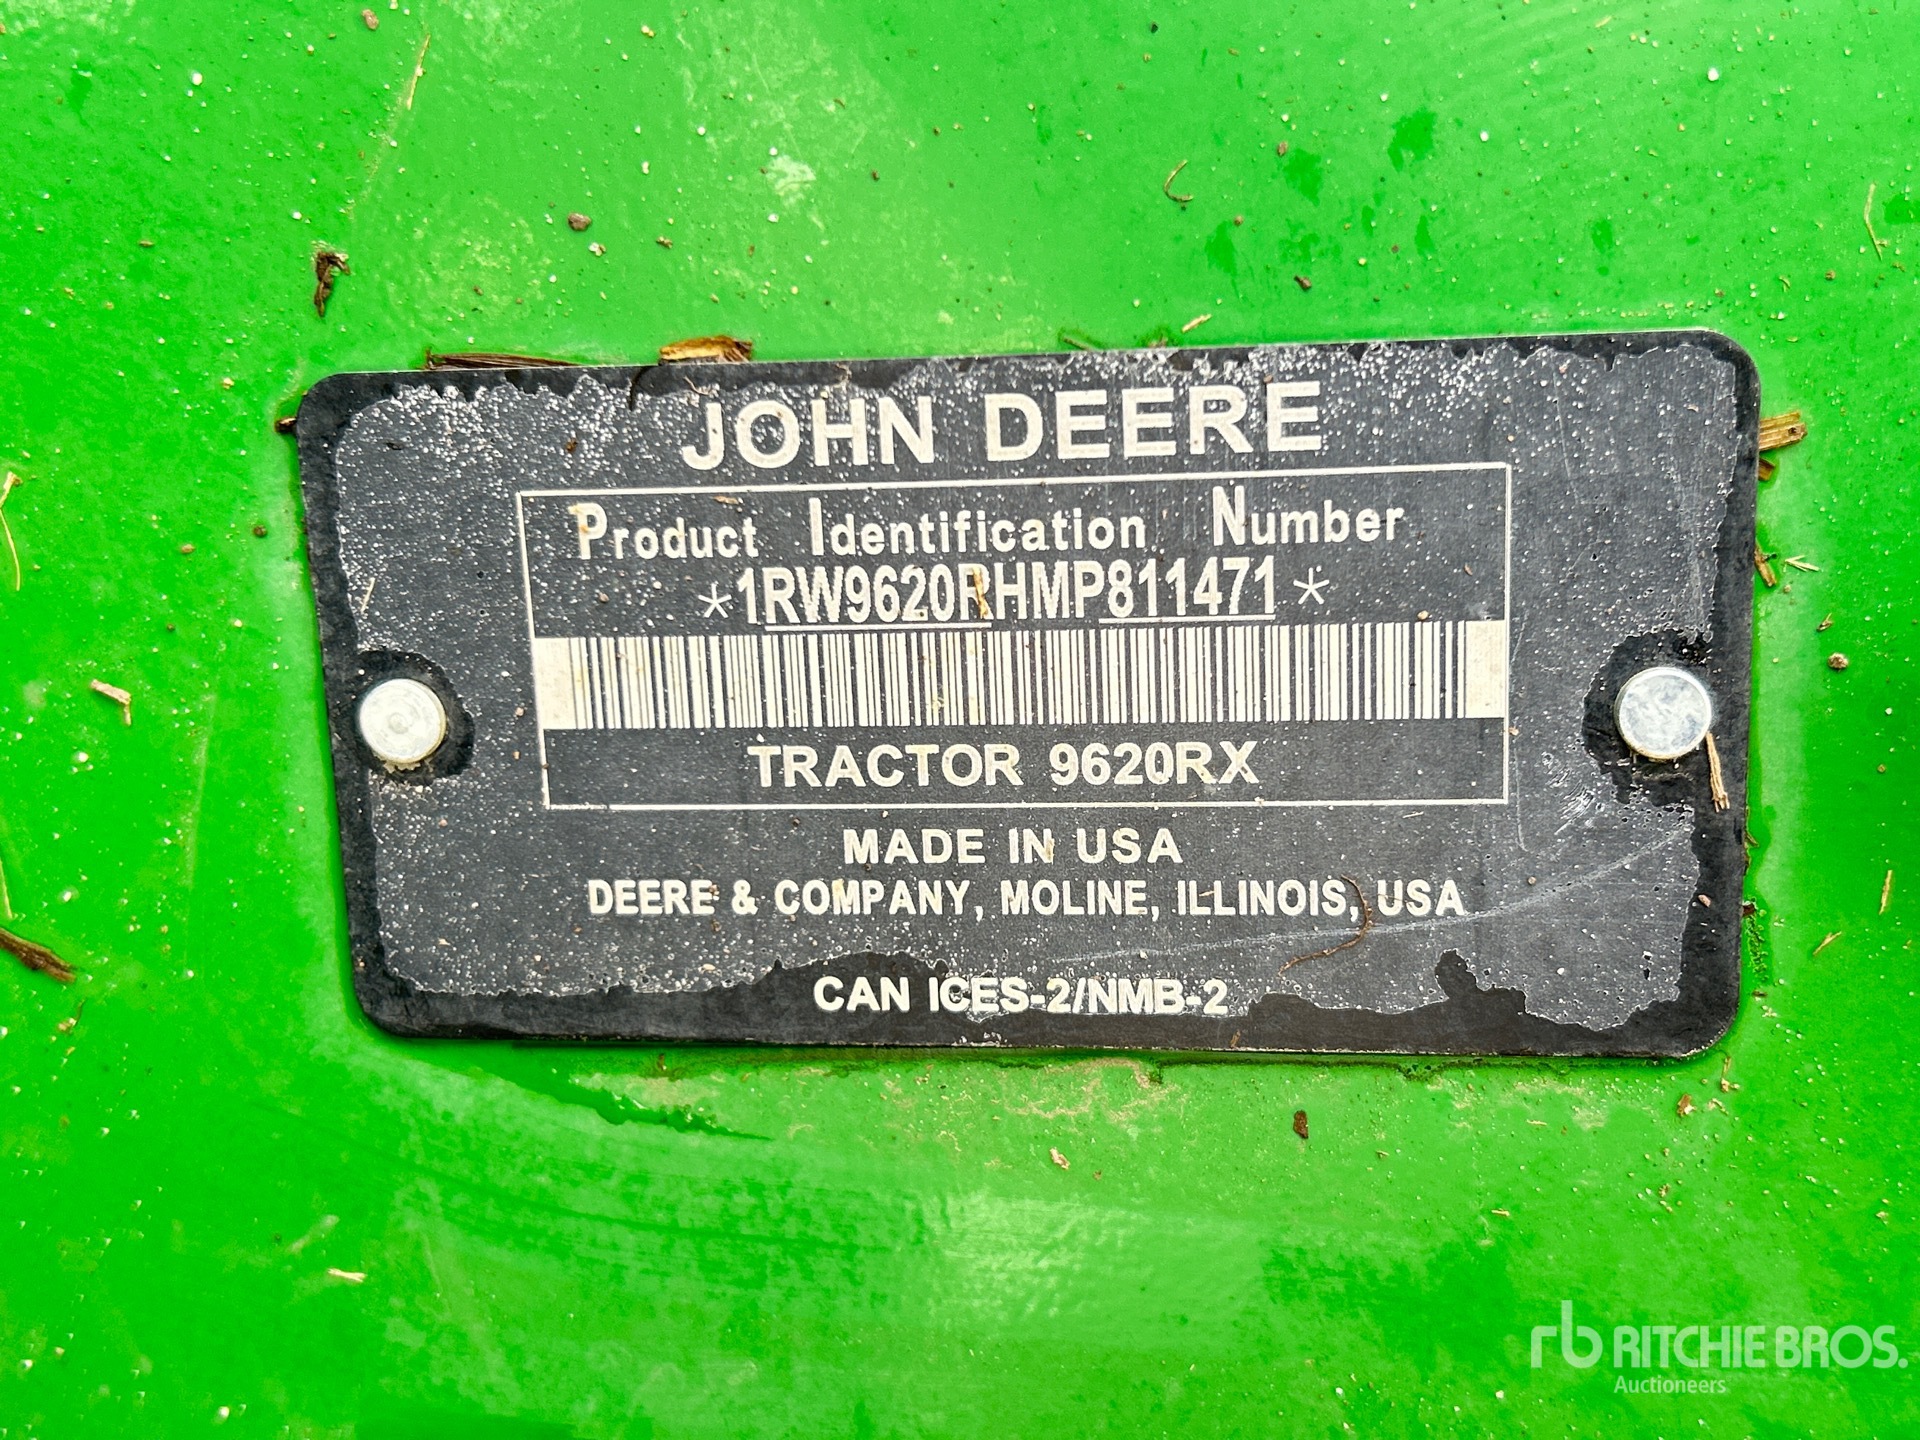 JOHN DEERE
Product Identification Number
*1RW9620RHMP811471*
TRACTOR 9620RX
MADE IN USA
DEERE & COMPANY, MOLINE, ILLINOIS, USA
CAN ICES-2/NMB-2
rb RITCHIE BROS.
Auctioneers